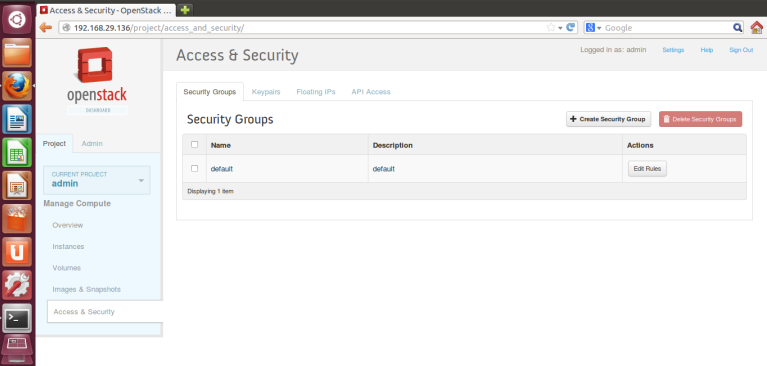 Access & Security - OpenStack ...
192.168.29.136/project/access_and_security/
Google
openstack
DASHBOARD
Project
Admin
CURRENT PROJECT
admin
Manage Compute
Overview
Instances
Volumes
Images & Snapshots
Access & Security
Access & Security
Logged in as: admin
Settings
Help
Sign Out
Security Groups
Keypairs
Floating IPs
API Access
Security Groups
Create Security Group
Delete Security Groups
Name
Description
Actions
default
default
Edit Rules
Displaying 1 item